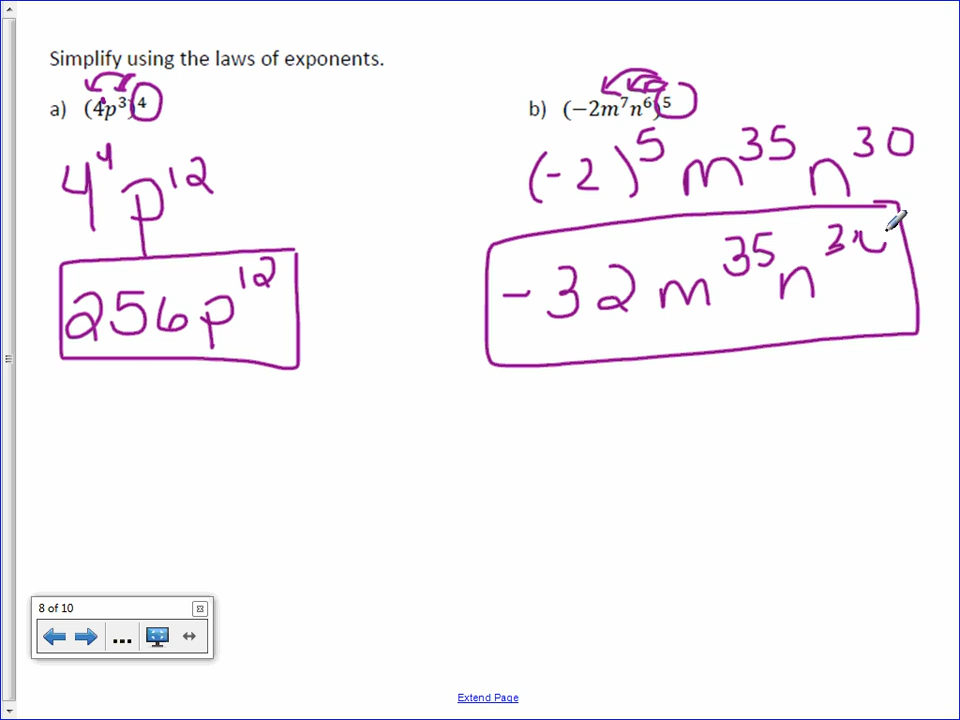 Simplify using the laws of exponents.
a) (4p³)⁴
b) (−2m⁷n⁶)⁵
4⁴p¹²
(-2)⁵m³⁵n³⁰
256p¹²
-32m³⁵n
8 of 10
...
Extend Page